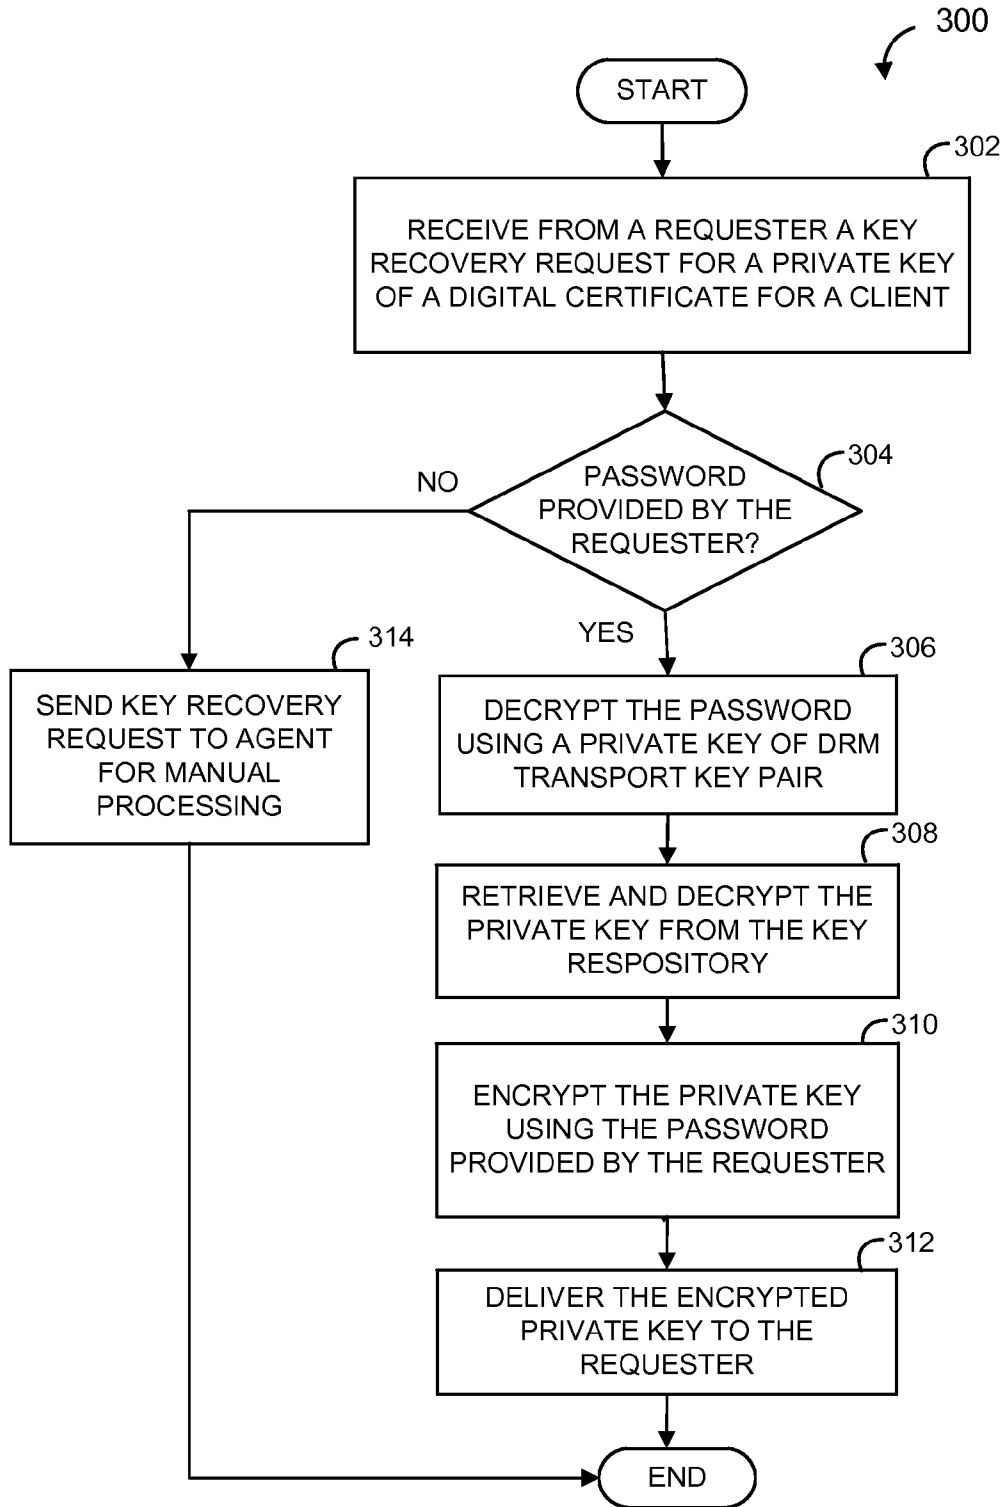 300
START
302
RECEIVE FROM A REQUESTER A KEY
RECOVERY REQUEST FOR A PRIVATE KEY
OF A DIGITAL CERTIFICATE FOR A CLIENT
304
PASSWORD
PROVIDED BY THE
REQUESTER?
NO
YES
314
SEND KEY RECOVERY
REQUEST TO AGENT
FOR MANUAL
PROCESSING
306
DECRYPT THE PASSWORD
USING A PRIVATE KEY OF DRM
TRANSPORT KEY PAIR
308
RETRIEVE AND DECRYPT THE
PRIVATE KEY FROM THE KEY
RESPOSITORY
310
ENCRYPT THE PRIVATE KEY
USING THE PASSWORD
PROVIDED BY THE REQUESTER
312
DELIVER THE ENCRYPTED
PRIVATE KEY TO THE
REQUESTER
END